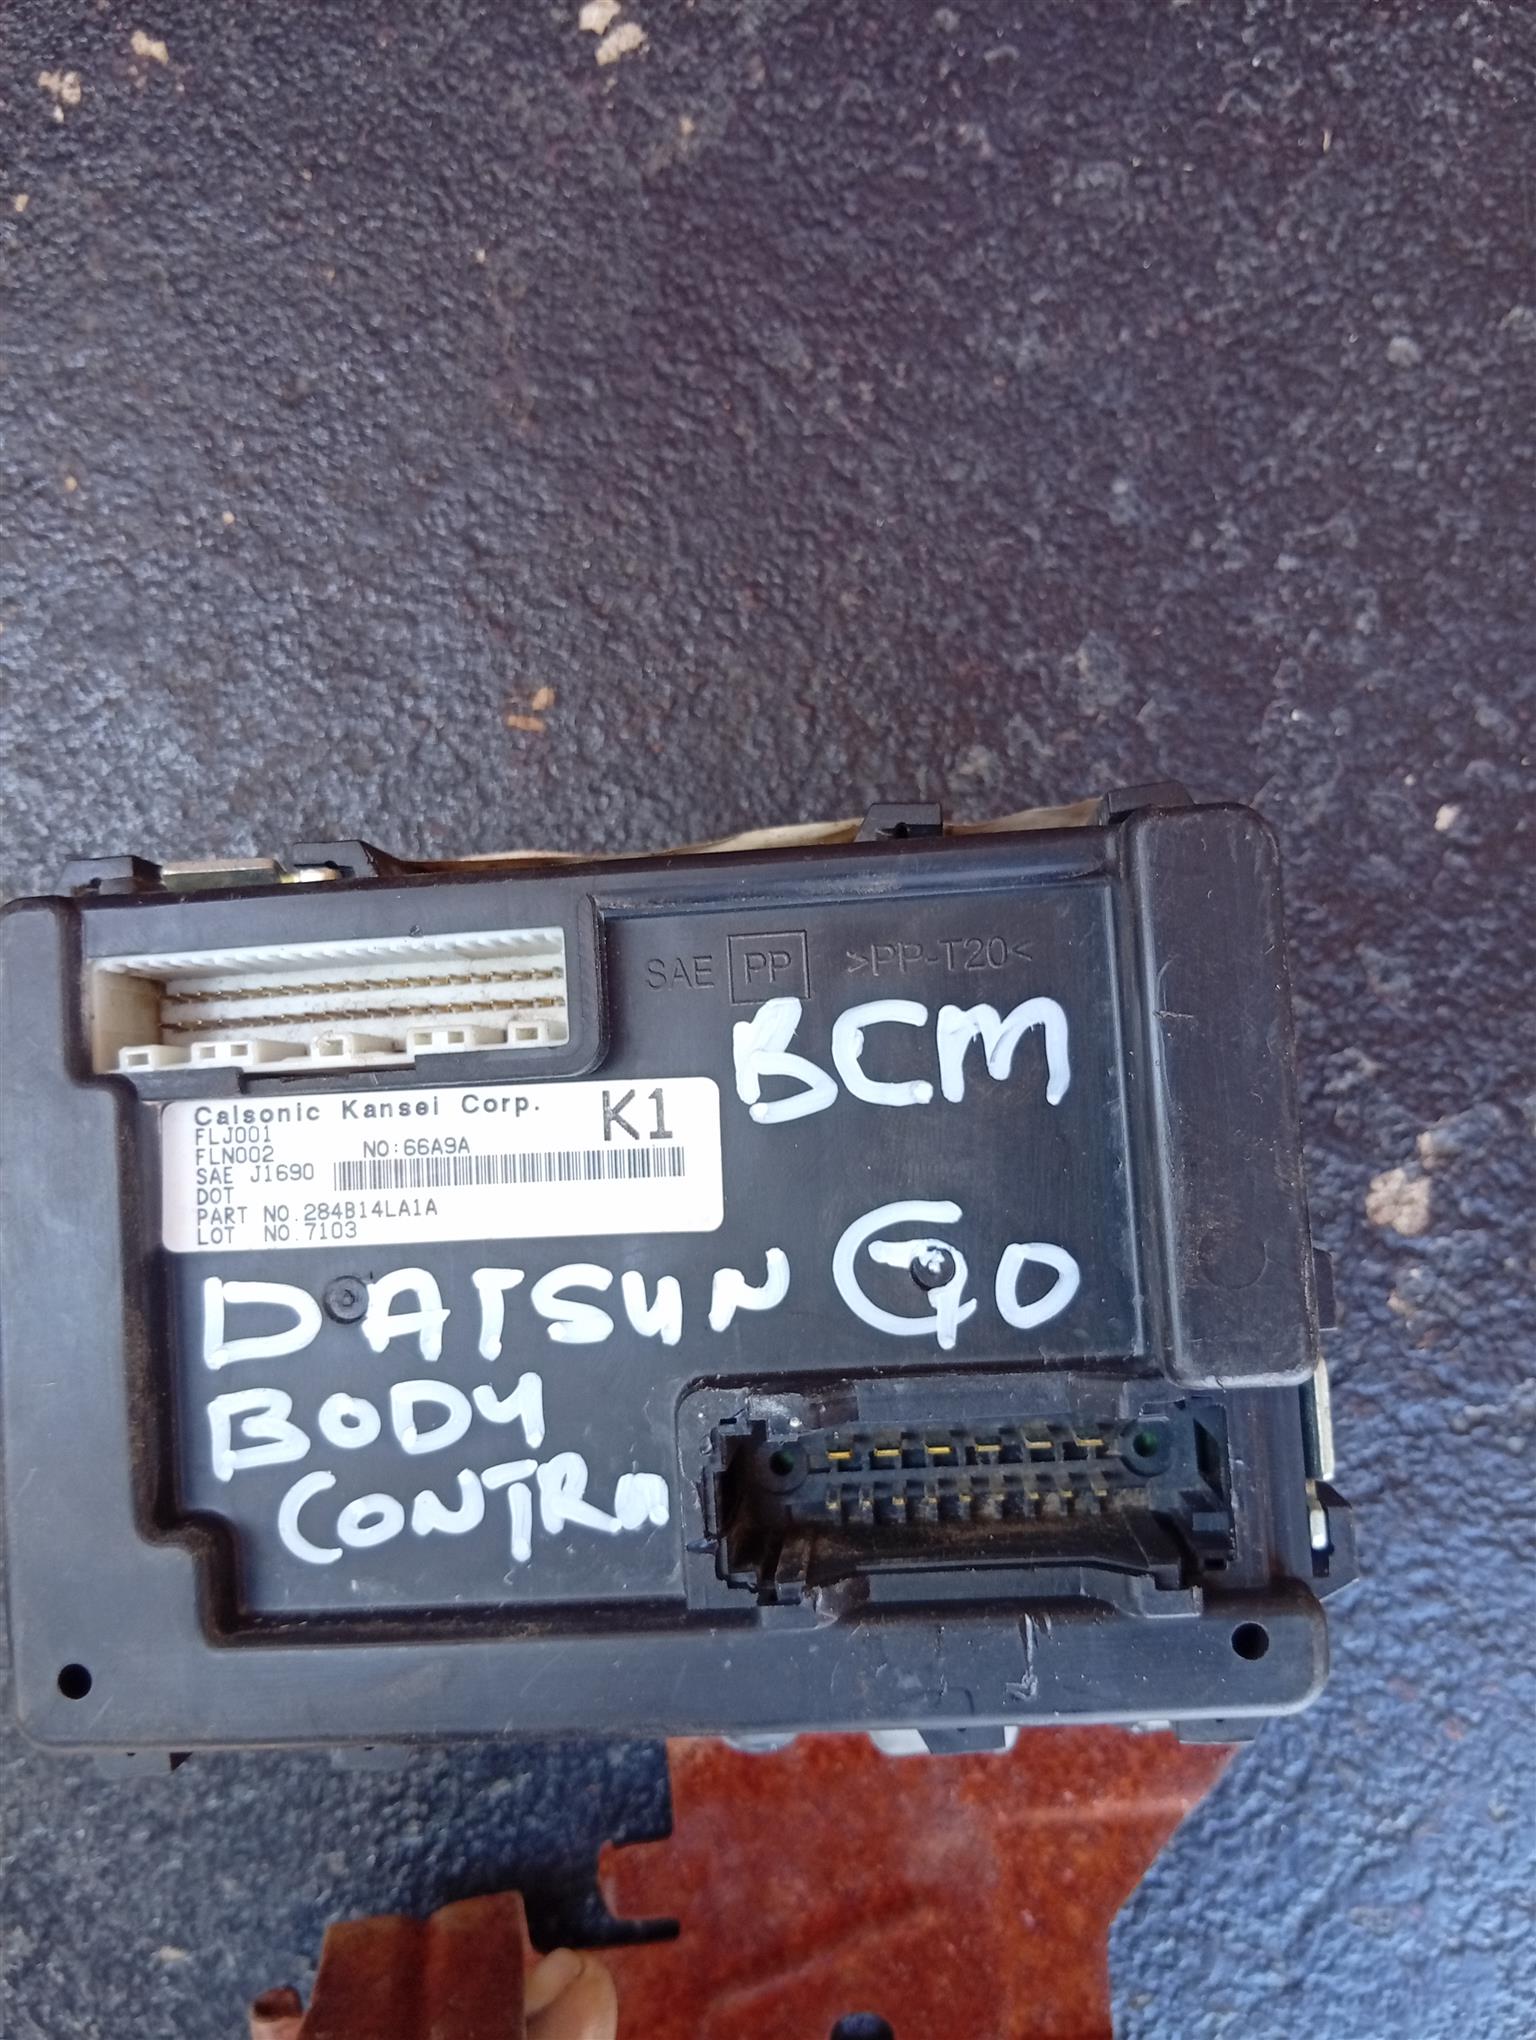 SAE PP >PP-T20<
BCM
Calsonic Kansei Corp. K1
FLJ001
FLN002 NO:66A9A
SAE J1690
DOT
PART NO.284B14LA1A
LOT NO.7103
DATSUN GO
BODY